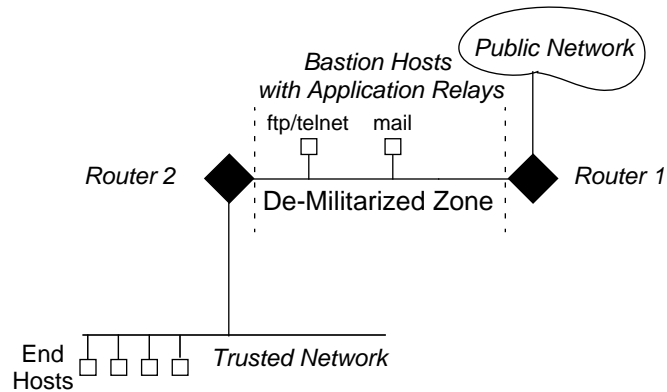 Public Network
Bastion Hosts
with Application Relays
ftp/telnet mail
Router 2
Router 1
De-Militarized Zone
End
Hosts
Trusted Network